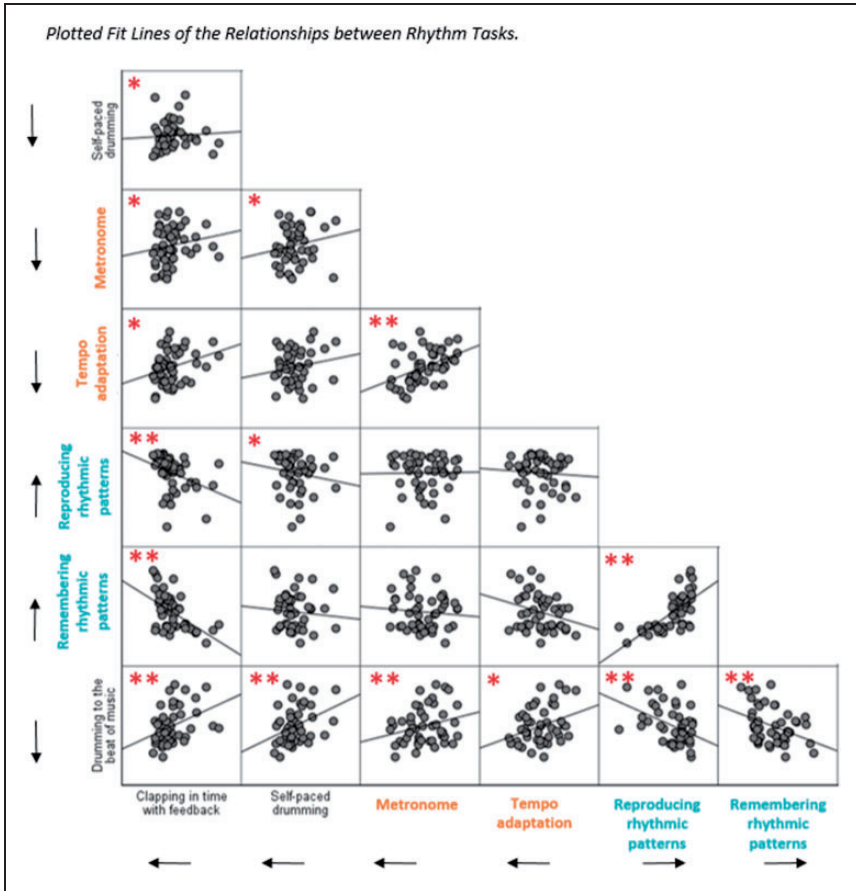 Plotted Fit Lines of the Relationships between Rhythm Tasks.
*
Self-paced
drumming
* *
Metronome
* **
Tempo
adaptation
** *
Reproducing
rhythmic
patterns
** **
Remembering
rhythmic
patterns
** ** ** * ** **
Drumming to the
beat of music
Clapping in time
with feedback
Self-paced
drumming
Metronome
Tempo
adaptation
Reproducing
rhythmic
patterns
Remembering
rhythmic
patterns